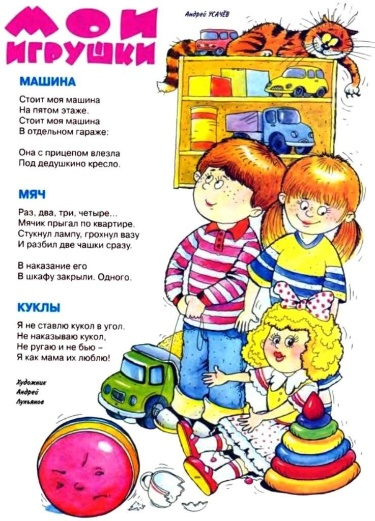 МОИ
ИГРУШКИ
Андрей УСАЧЁВ
МАШИНА
Стоит моя машина
На пятом этаже.
Стоит моя машина
В отдельном гараже:
Она с прицепом влезла
Под дедушкино кресло.
МЯЧ
Раз, два, три, четыре...
Мячик прыгал по квартире.
Стукнул лампу, грохнул вазу
И разбил две чашки сразу.
В наказание его
В шкафу закрыли. Одного.
КУКЛЫ
Я не ставлю кукол в угол.
Не наказываю кукол,
Не ругаю и не бью –
Я как мама их люблю!
Художник
Андрей
Лукьянов